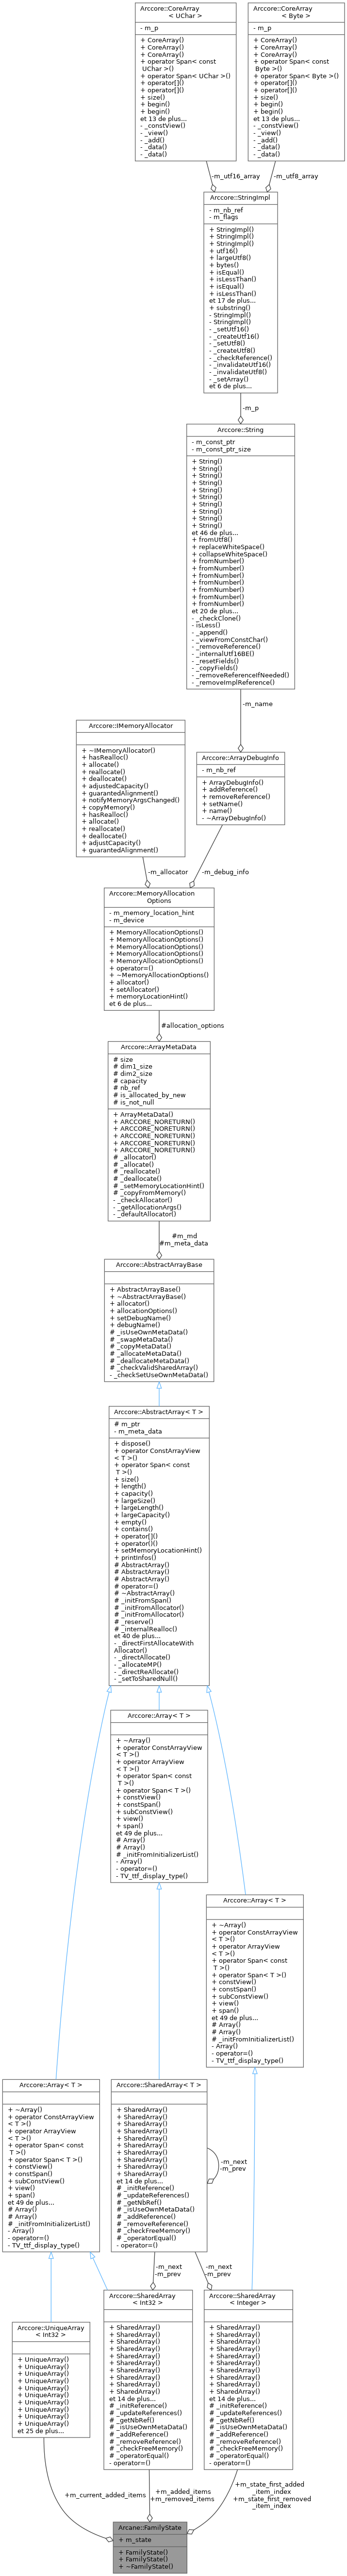 Arccore::CoreArray
< UChar >
- m_p
+ CoreArray()
+ CoreArray()
+ CoreArray()
+ operator Span< const
UChar >()
+ operator Span< UChar >()
+ operator[]()
+ operator[]()
+ size()
+ begin()
+ begin()
et 13 de plus...
- _constView()
- _view()
- _add()
- _data()
- _data()
Arccore::CoreArray
< Byte >
- m_p
+ CoreArray()
+ CoreArray()
+ CoreArray()
+ operator Span< const
Byte >()
+ operator Span< Byte >()
+ operator[]()
+ operator[]()
+ size()
+ begin()
+ begin()
et 13 de plus...
- _constView()
- _view()
- _add()
- _data()
- _data()
-m_utf16_array
-m_utf8_array
Arccore::StringImpl
- m_nb_ref
- m_flags
+ StringImpl()
+ StringImpl()
+ StringImpl()
+ utf16()
+ largeUtf8()
+ bytes()
+ isEqual()
+ isLessThan()
+ isEqual()
+ isLessThan()
et 17 de plus...
+ substring()
- StringImpl()
- StringImpl()
- _setUtf16()
- _createUtf16()
- _setUtf8()
- _createUtf8()
- _checkReference()
- _invalidateUtf16()
- _invalidateUtf8()
- _setArray()
et 6 de plus...
-m_p
Arccore::String
- m_const_ptr
- m_const_ptr_size
+ String()
+ String()
+ String()
+ String()
+ String()
+ String()
+ String()
+ String()
+ String()
+ String()
et 46 de plus...
+ fromUtf8()
+ replaceWhiteSpace()
+ collapseWhiteSpace()
+ fromNumber()
+ fromNumber()
+ fromNumber()
+ fromNumber()
+ fromNumber()
+ fromNumber()
+ fromNumber()
et 20 de plus...
- _checkClone()
- isLess()
- _append()
- _viewFromConstChar()
- _removeReference()
- _internalUtf16BE()
- _resetFields()
- _copyFields()
- _removeReferenceIfNeeded()
- _removeImplReference()
-m_name
Arccore::IMemoryAllocator
+ ~IMemoryAllocator()
+ hasRealloc()
+ allocate()
+ reallocate()
+ deallocate()
+ adjustedCapacity()
+ guarantedAlignment()
+ notifyMemoryArgsChanged()
+ copyMemory()
+ hasRealloc()
+ allocate()
+ reallocate()
+ deallocate()
+ adjustCapacity()
+ guarantedAlignment()
Arccore::ArrayDebugInfo
- m_nb_ref
+ ArrayDebugInfo()
+ addReference()
+ removeReference()
+ setName()
+ name()
- ~ArrayDebugInfo()
-m_allocator
-m_debug_info
Arccore::MemoryAllocation
Options
- m_memory_location_hint
- m_device
+ MemoryAllocationOptions()
+ MemoryAllocationOptions()
+ MemoryAllocationOptions()
+ MemoryAllocationOptions()
+ MemoryAllocationOptions()
+ operator=()
+ ~MemoryAllocationOptions()
+ allocator()
+ setAllocator()
+ memoryLocationHint()
et 6 de plus...
#allocation_options
Arccore::ArrayMetaData
# size
# dim1_size
# dim2_size
# capacity
# nb_ref
# is_allocated_by_new
# is_not_null
+ ArrayMetaData()
+ ARCCORE_NORETURN()
+ ARCCORE_NORETURN()
+ ARCCORE_NORETURN()
+ ARCCORE_NORETURN()
+ ARCCORE_NORETURN()
# _allocator()
# _allocate()
# _reallocate()
# _deallocate()
# _setMemoryLocationHint()
# _copyFromMemory()
- _checkAllocator()
- _getAllocationArgs()
- _defaultAllocator()
#m_md
#m_meta_data
Arccore::AbstractArrayBase
+ AbstractArrayBase()
+ ~AbstractArrayBase()
+ allocator()
+ allocationOptions()
+ setDebugName()
+ debugName()
# _isUseOwnMetaData()
# _swapMetaData()
# _copyMetaData()
# _allocateMetaData()
# _deallocateMetaData()
# _checkValidSharedArray()
- _checkSetUseOwnMetaData()
Arccore::AbstractArray< T >
# m_ptr
- m_meta_data
+ dispose()
+ operator ConstArrayView
< T >()
+ operator Span< const
T >()
+ size()
+ length()
+ capacity()
+ largeSize()
+ largeLength()
+ largeCapacity()
+ empty()
+ contains()
+ operator[]()
+ operator()()
+ setMemoryLocationHint()
+ printInfos()
# AbstractArray()
# AbstractArray()
# AbstractArray()
# operator=()
# ~AbstractArray()
# _initFromSpan()
# _initFromAllocator()
# _initFromAllocator()
# _reserve()
# _internalRealloc()
et 40 de plus...
- _directFirstAllocateWith
Allocator()
- _directAllocate()
- _allocateMP()
- _directReAllocate()
- _setToSharedNull()
Arccore::Array< T >
+ ~Array()
+ operator ConstArrayView
< T >()
+ operator ArrayView
< T >()
+ operator Span< const
T >()
+ operator Span< T >()
+ constView()
+ constSpan()
+ subConstView()
+ view()
+ span()
et 49 de plus...
# Array()
# Array()
# _initFromInitializerList()
- Array()
- operator=()
- TV_ttf_display_type()
Arccore::Array< T >
+ ~Array()
+ operator ConstArrayView
< T >()
+ operator ArrayView
< T >()
+ operator Span< const
T >()
+ operator Span< T >()
+ constView()
+ constSpan()
+ subConstView()
+ view()
+ span()
et 49 de plus...
# Array()
# Array()
# _initFromInitializerList()
- Array()
- operator=()
- TV_ttf_display_type()
Arccore::Array< T >
+ ~Array()
+ operator ConstArrayView
< T >()
+ operator ArrayView
< T >()
+ operator Span< const
T >()
+ operator Span< T >()
+ constView()
+ constSpan()
+ subConstView()
+ view()
+ span()
et 49 de plus...
# Array()
# Array()
# _initFromInitializerList()
- Array()
- operator=()
- TV_ttf_display_type()
Arccore::SharedArray< T >
+ SharedArray()
+ SharedArray()
+ SharedArray()
+ SharedArray()
+ SharedArray()
+ SharedArray()
+ SharedArray()
+ SharedArray()
+ SharedArray()
+ SharedArray()
et 14 de plus...
# _initReference()
# _updateReferences()
# _getNbRef()
# _isUseOwnMetaData()
# _addReference()
# _removeReference()
# _checkFreeMemory()
# _operatorEqual()
- operator=()
-m_next
-m_prev
-m_next
-m_prev
-m_next
-m_prev
Arccore::UniqueArray
< Int32 >
+ UniqueArray()
+ UniqueArray()
+ UniqueArray()
+ UniqueArray()
+ UniqueArray()
+ UniqueArray()
+ UniqueArray()
+ UniqueArray()
+ UniqueArray()
+ UniqueArray()
et 25 de plus...
Arccore::SharedArray
< Int32 >
+ SharedArray()
+ SharedArray()
+ SharedArray()
+ SharedArray()
+ SharedArray()
+ SharedArray()
+ SharedArray()
+ SharedArray()
+ SharedArray()
+ SharedArray()
et 14 de plus...
# _initReference()
# _updateReferences()
# _getNbRef()
# _isUseOwnMetaData()
# _addReference()
# _removeReference()
# _checkFreeMemory()
# _operatorEqual()
- operator=()
Arccore::SharedArray
< Integer >
+ SharedArray()
+ SharedArray()
+ SharedArray()
+ SharedArray()
+ SharedArray()
+ SharedArray()
+ SharedArray()
+ SharedArray()
+ SharedArray()
+ SharedArray()
et 14 de plus...
# _initReference()
# _updateReferences()
# _getNbRef()
# _isUseOwnMetaData()
# _addReference()
# _removeReference()
# _checkFreeMemory()
# _operatorEqual()
- operator=()
+m_current_added_items
+m_added_items
+m_removed_items
+m_state_first_added
_item_index
+m_state_first_removed
_item_index
Arcane::FamilyState
+ m_state
+ FamilyState()
+ FamilyState()
+ ~FamilyState()